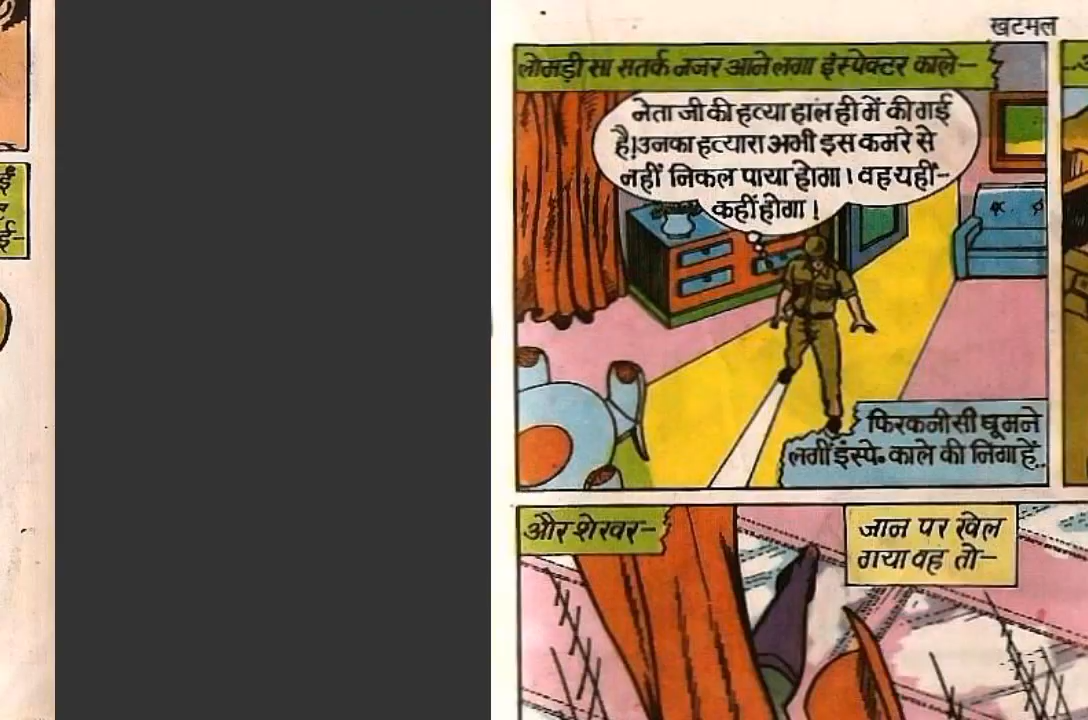 खटमल
लोमड़ी सा सतर्क नजर आने लगा इंस्पेक्टर काले—
नेता जी की हत्या हाल ही में की गई
है। उनका हत्यारा अभी इस कमरे से
नहीं निकल पाया होगा। वह यहीं-
कहीं होगा!
फिरकनी सी घूमने
लगीं इंस्पे. काले की निगाहें..
और शेखर—
जान पर खेल
गया वह तो—